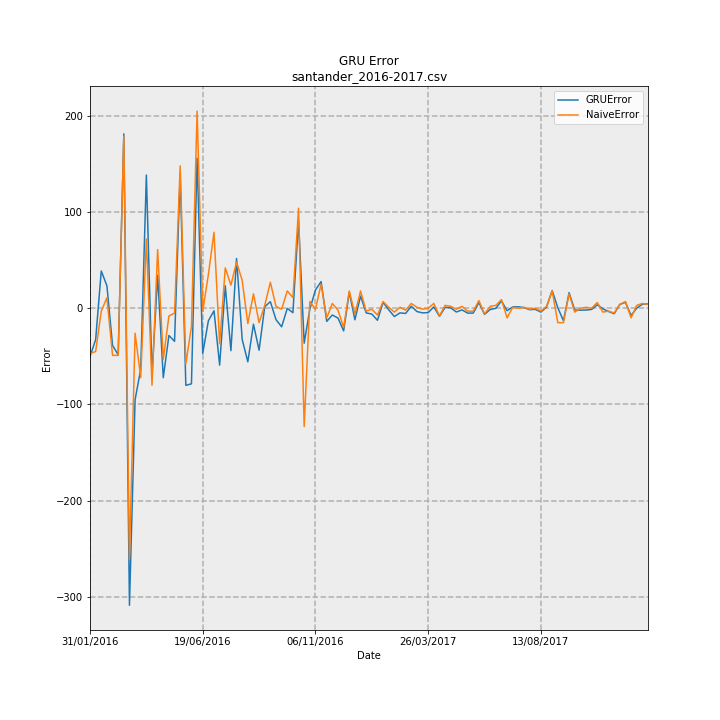 GRU Error
santander_2016-2017.csv
GRUError
NaiveError
200
100
0
−100
−200
−300
Error
31/01/2016
19/06/2016
06/11/2016
26/03/2017
13/08/2017
Date